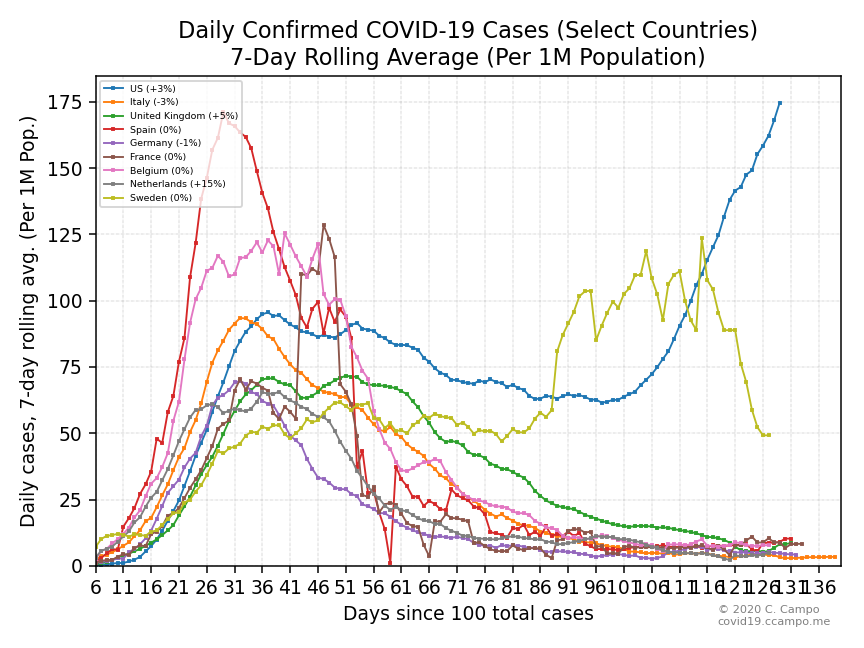 Daily Confirmed COVID-19 Cases (Select Countries)
7-Day Rolling Average (Per 1M Population)
Daily cases, 7-day rolling avg. (Per 1M Pop.)
175
150
125
100
75
50
25
0
US (+3%)
Italy (-3%)
United Kingdom (+5%)
Spain (0%)
Germany (-1%)
France (0%)
Belgium (0%)
Netherlands (+15%)
Sweden (0%)
6 11 16 21 26 31 36 41 46 51 56 61 66 71 76 81 86 91 96 101 106 111 116 121 126 131 136
Days since 100 total cases
© 2020 C. Campo
covid19.ccampo.me